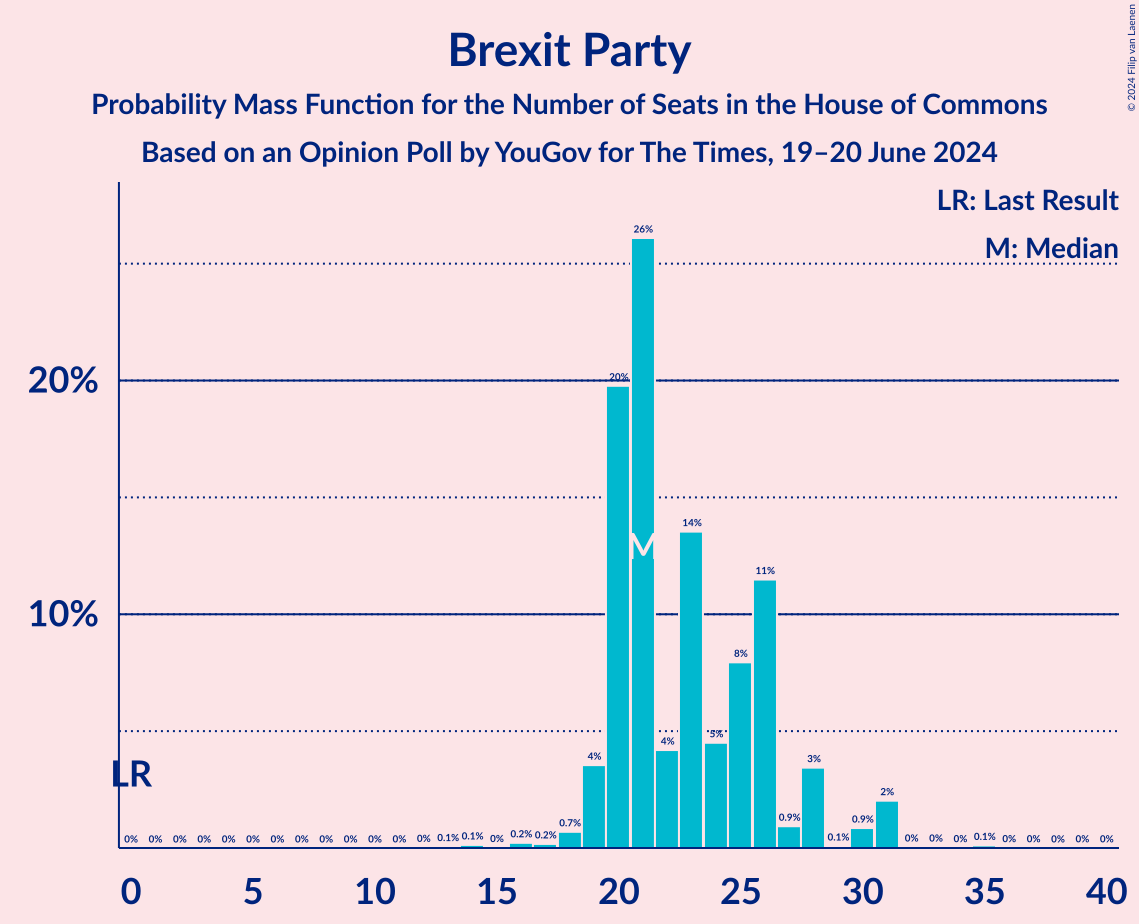 Brexit Party
Probability Mass Function for the Number of Seats in the House of Commons
Based on an Opinion Poll by YouGov for The Times, 19–20 June 2024
© 2024 Filip van Laenen
LR: Last Result
M: Median
26%
20%
20%
14%
M
11%
10%
8%
5%
4%
4%
LR
3%
2%
0% 0% 0% 0% 0% 0% 0% 0% 0% 0% 0% 0% 0% 0.1% 0.1% 0% 0.2% 0.2% 0.7% 0.9% 0.1% 0.9% 0% 0% 0% 0.1% 0% 0% 0% 0% 0%
0 5 10 15 20 25 30 35 40